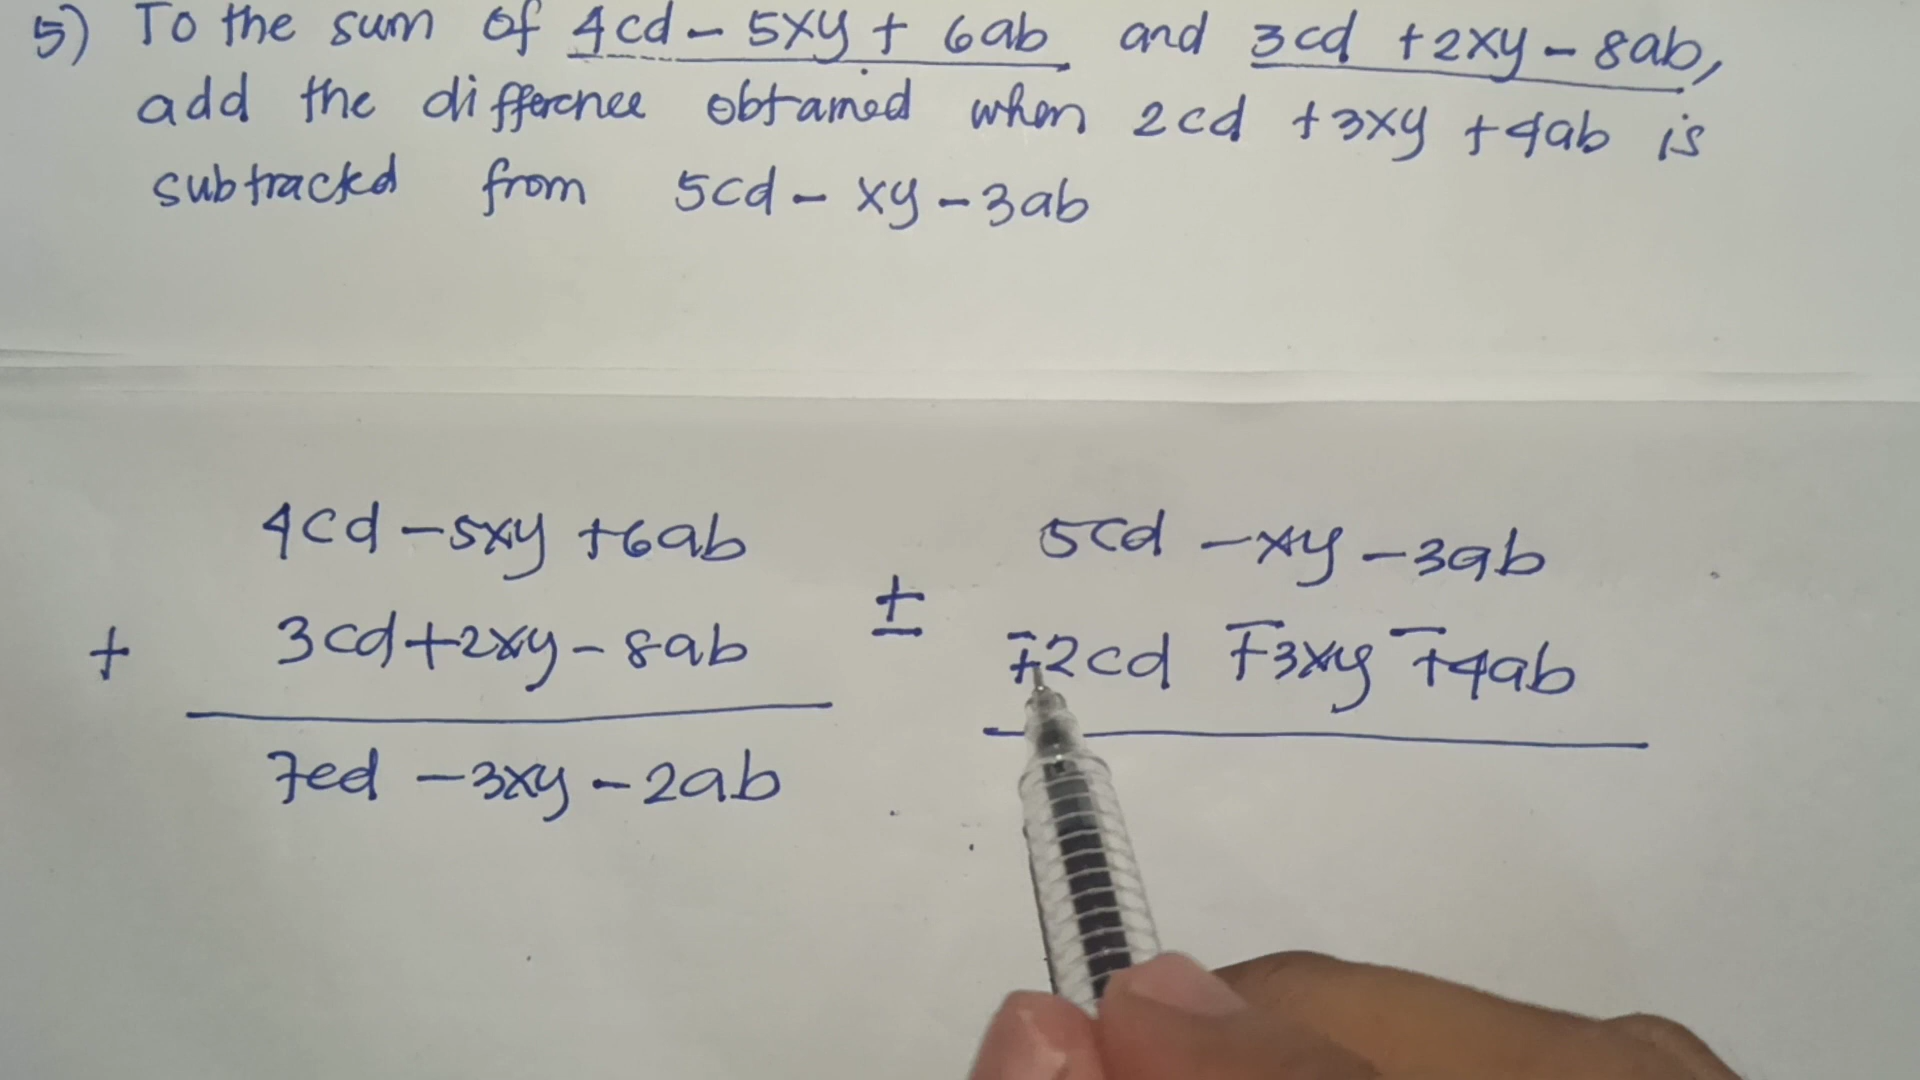 5) To the sum of 4cd - 5xy + 6ab and 3cd + 2xy - 8ab,
add the difference obtained when 2cd + 3xy + 4ab is
subtracted from 5cd - xy - 3ab
4cd - 5xy + 6ab
+ 3cd + 2xy - 8ab
7cd - 3xy - 2ab
±
5cd - xy - 3ab
∓2cd ∓3xy ∓4ab